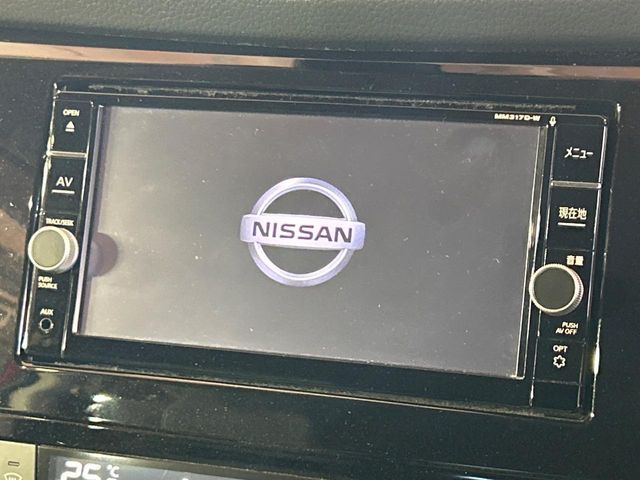 OPEN
MM317D-W
AV
メニュー
TRACK/SEEK
現在地
NISSAN
音量
PUSH
SOURCE
PUSH
AV OFF
AUX
OPT
25 ℃